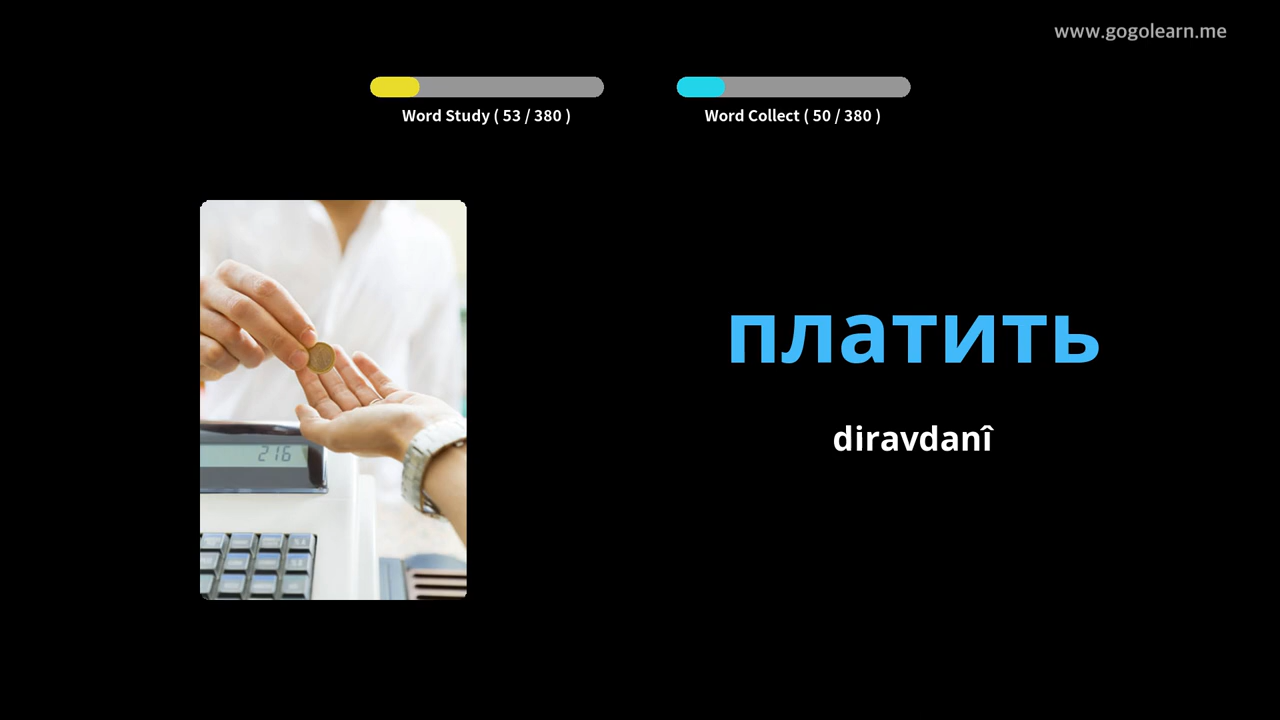 www.gogolearn.me
Word Study ( 53 / 380 )
Word Collect ( 50 / 380 )
216
платить
diravdanî